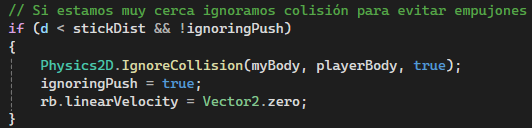 // Si estamos muy cerca ignoramos colisión para evitar empujones
if (d < stickDist && !ignoringPush)
{
    Physics2D.IgnoreCollision(myBody, playerBody, true);
    ignoringPush = true;
    rb.linearVelocity = Vector2.zero;
}